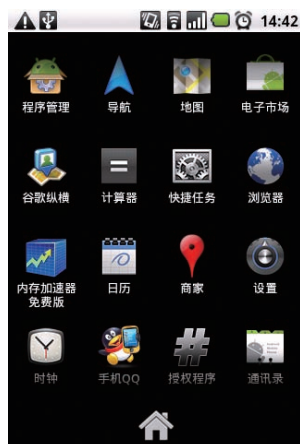 14:42
程序管理
导航
地图
电子市场
谷歌纵横
计算器
快捷任务
浏览器
内存加速器
免费版
日历
商家
设置
时钟
手机QQ
授权程序
通讯录